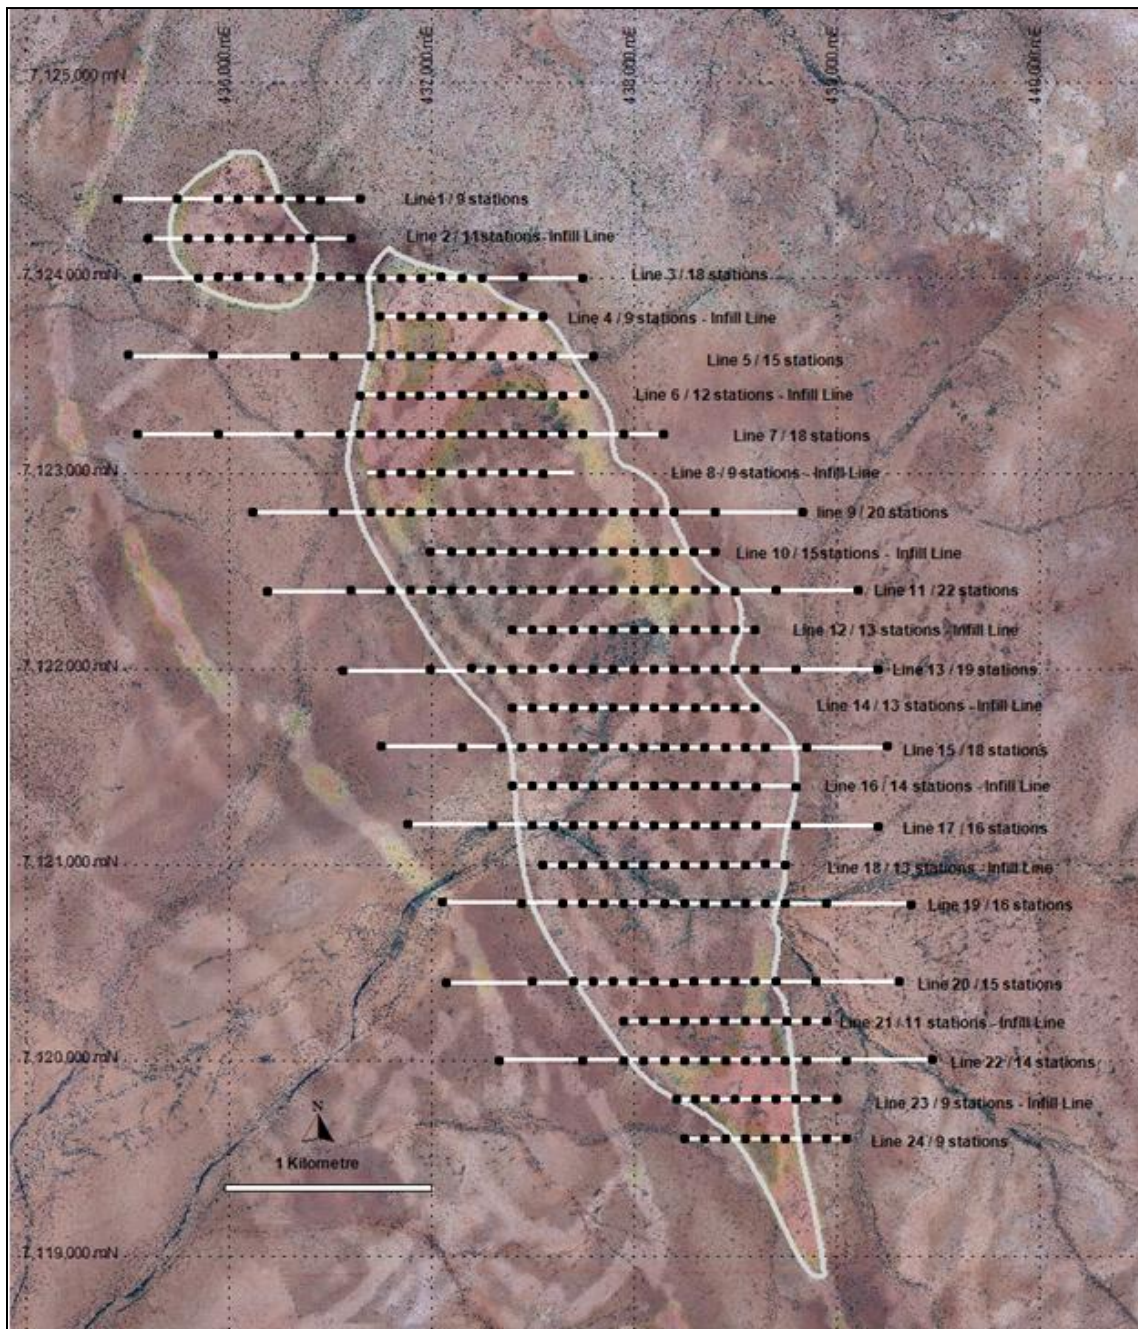 430,000 mE
432,000 mE
438,000 mE
440,000 mE
7,125,000 mN
Line1 / 9 stations
Line 2 / 11stations- Infill Line
7,124,000 mN
Line 3 / 18 stations
Line 4 / 9 stations - Infill Line
Line 5 / 15 stations
Line 6 / 12 stations - Infill Line
Line 7 / 18 stations
7,123,000 mN
Line 8 / 9 stations - Infill Line
line 9 / 20 stations
Line 10 / 15stations - Infill Line
Line 11 / 22 stations
Line 12 / 13 stations - Infill Line
7,122,000 mN
Line 13 / 19 stations
Line 14 / 13 stations - Infill Line
Line 15 / 18 stations
Line 16 / 14 stations - Infill Line
Line 17 / 16 stations
7,121,000 mN
Line 18 / 13 stations - Infill Line
Line 19 / 16 stations
Line 20 / 15 stations
Line 21 / 11 stations - Infill Line
7,120,000 mN
Line 22 / 14 stations
Line 23 / 9 stations - Infill Line
N
Line 24 / 9 stations
1 Kilometre
7,119,000 mN